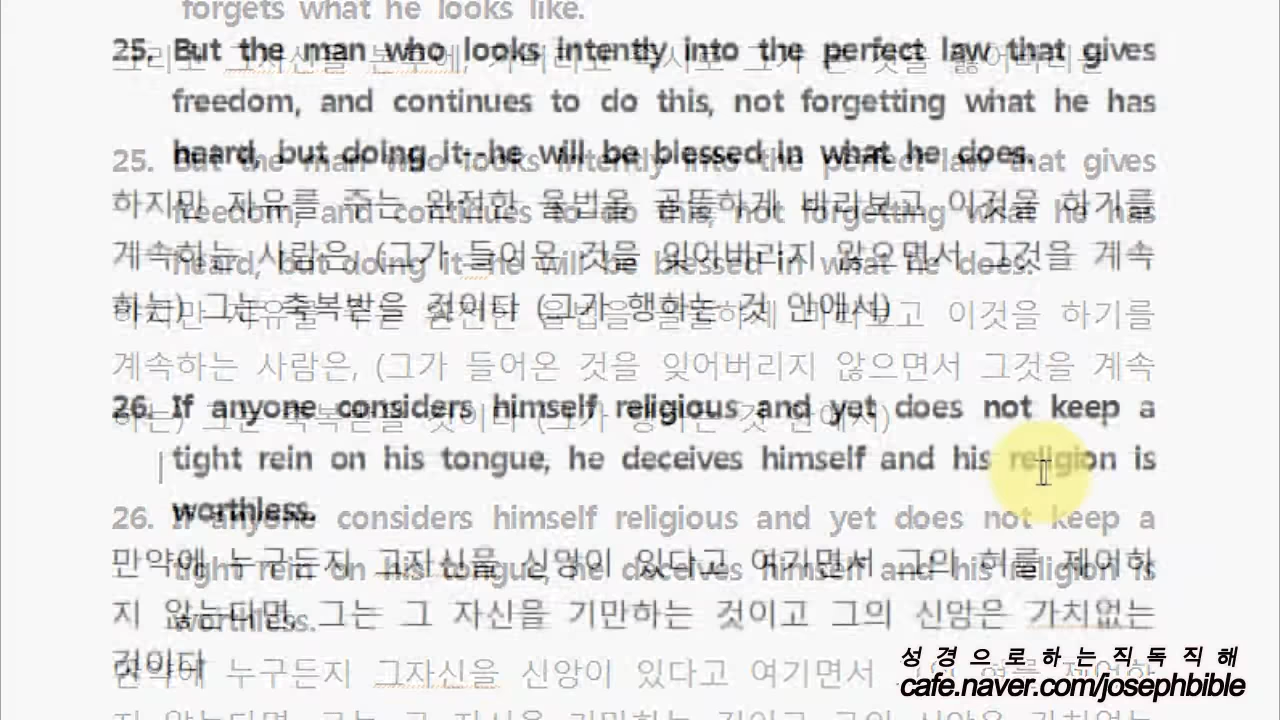 forgets what he looks like.
25. But the man who looks intently into the perfect law that gives
freedom, and continues to do this, not forgetting what he has
heard, but doing it--he will be blessed in what he does.
하지만 자유를 주는 완전한 율법을 골똘하게 바라보고 이것을 하기를
계속하는 사람은, (그가 들어온 것을 잊어버리지 않으면서 그것을 계속
하는) 그는 축복받을 것이다 (그가 행하는 것 안에서)
26. If anyone considers himself religious and yet does not keep a
tight rein on his tongue, he deceives himself and his religion is
worthless.
만약에 누구든지 그자신을 신앙이 있다고 여기면서 그의 혀를 제어하
지 않는다면, 그는 그 자신을 기만하는 것이고 그의 신앙은 가치없는
것이다
성경으로하는직독직해
cafe.naver.com/josephbible